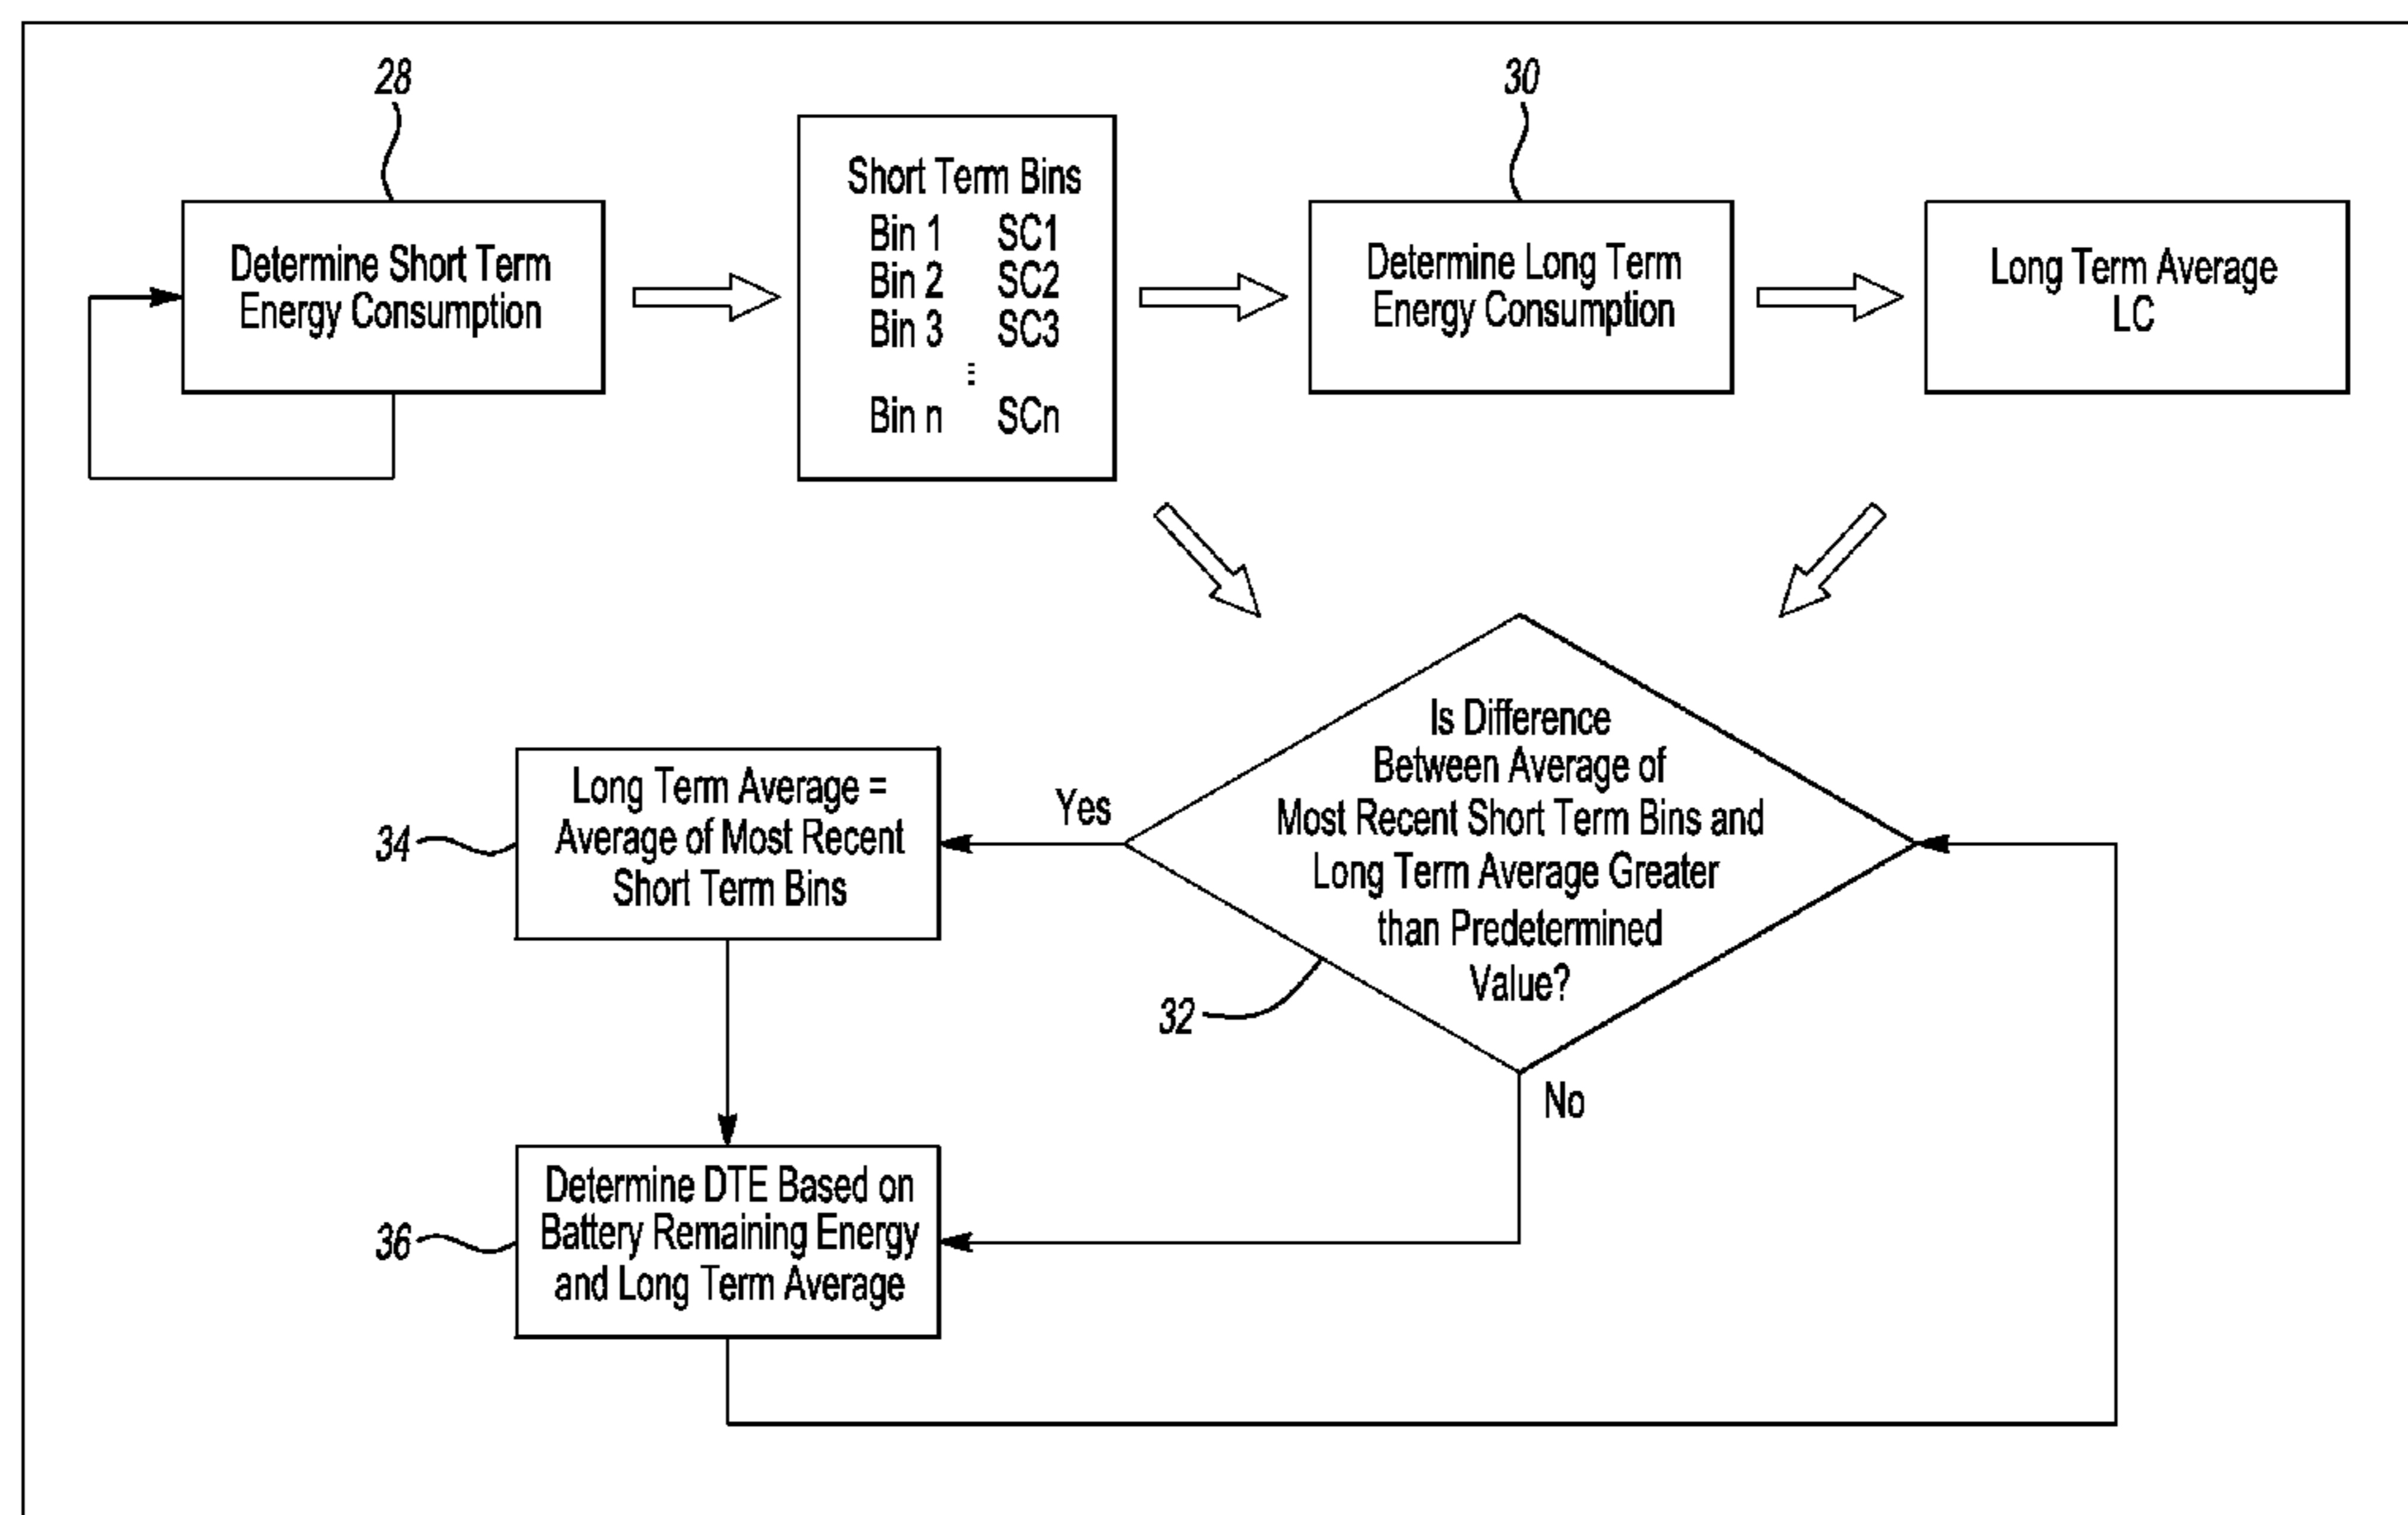 28
30
Determine Short Term
Energy Consumption
Short Term Bins
Bin 1 SC1
Bin 2 SC2
Bin 3 SC3
⋮
Bin n SCn
Determine Long Term
Energy Consumption
Long Term Average
LC
Is Difference
Between Average of
Most Recent Short Term Bins and
Long Term Average Greater
than Predetermined
Value?
32
Yes
No
34
Long Term Average =
Average of Most Recent
Short Term Bins
36
Determine DTE Based on
Battery Remaining Energy
and Long Term Average